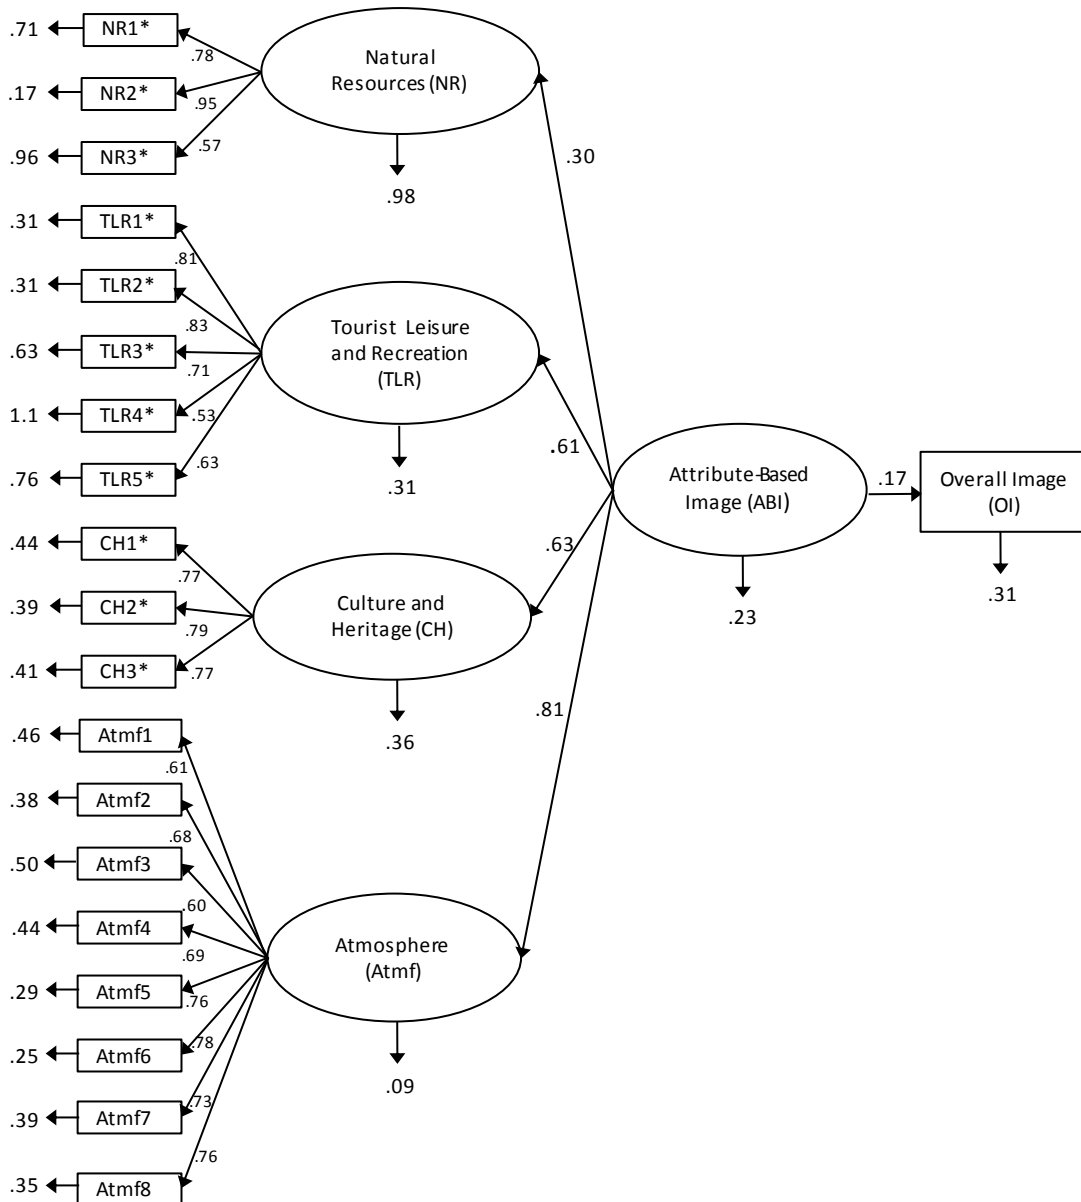 .71
NR1*
.78
.17
NR2*
.95
.96
NR3*
.57
Natural
Resources (NR)
.98
.30
.31
TLR1*
.81
.31
TLR2*
.83
.63
TLR3*
.71
1.1
TLR4*
.53
.76
TLR5*
.63
Tourist Leisure
and Recreation
(TLR)
.31
.61
.44
CH1*
.77
.39
CH2*
.79
.41
CH3*
.77
Culture and
Heritage (CH)
.36
.63
.46
Atmf1
.61
.38
Atmf2
.68
.50
Atmf3
.60
.44
Atmf4
.69
.29
Atmf5
.76
.25
Atmf6
.78
.39
Atmf7
.73
.35
Atmf8
.76
Atmosphere
(Atmf)
.09
.81
Attribute-Based
Image (ABI)
.23
.17
Overall Image
(OI)
.31